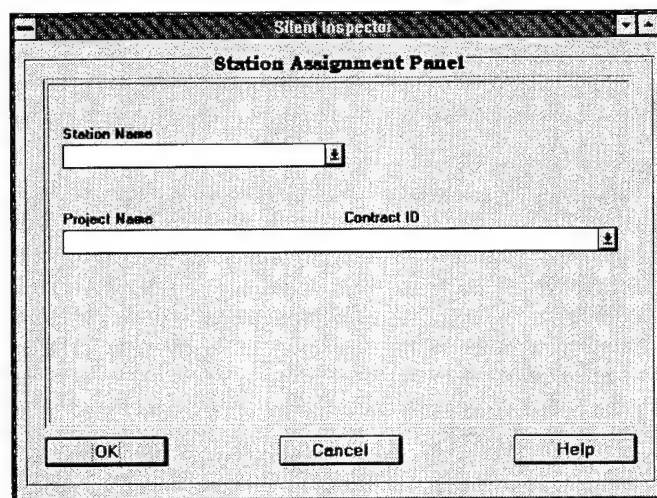 Silent Inspector
Station Assignment Panel
Station Name
Project Name Contract ID
OK Cancel Help